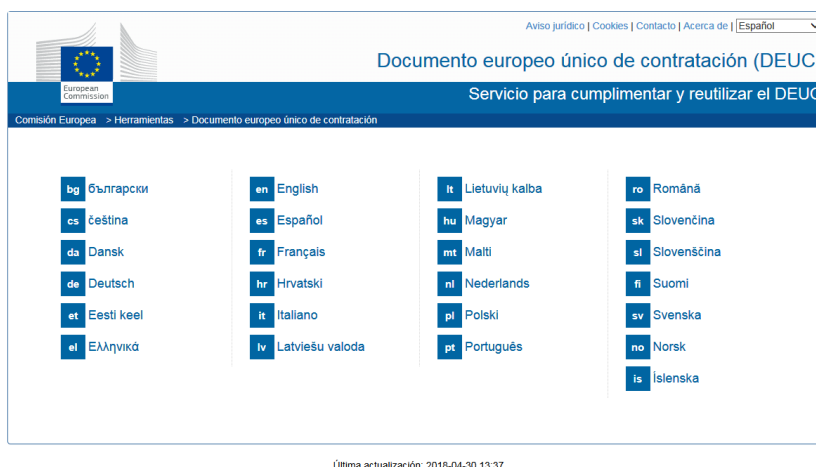 Aviso jurídico | Cookies | Contacto | Acerca de | Español
Documento europeo único de contratación (DEUC
Servicio para cumplimentar y reutilizar el DEUC
European
Commission
Comisión Europea > Herramientas > Documento europeo único de contratación
bg български
cs čeština
da Dansk
de Deutsch
et Eesti keel
el Ελληνικά
en English
es Español
fr Français
hr Hrvatski
it Italiano
lv Latviešu valoda
lt Lietuvių kalba
hu Magyar
mt Malti
nl Nederlands
pl Polski
pt Português
ro Română
sk Slovenčina
sl Slovenščina
fi Suomi
sv Svenska
no Norsk
is Íslenska
Última actualización: 2018-04-30 13:37